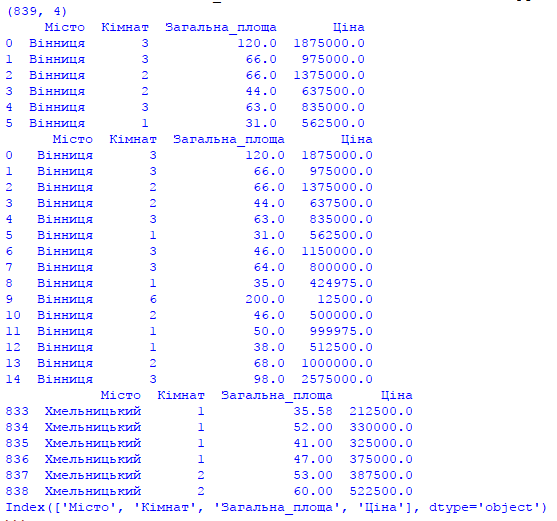 (839, 4)
Місто Кімнат Загальна_площа Ціна
0 Вінниця 3 120.0 1875000.0
1 Вінниця 3 66.0 975000.0
2 Вінниця 2 66.0 1375000.0
3 Вінниця 2 44.0 637500.0
4 Вінниця 3 63.0 835000.0
5 Вінниця 1 31.0 562500.0
Місто Кімнат Загальна_площа Ціна
0 Вінниця 3 120.0 1875000.0
1 Вінниця 3 66.0 975000.0
2 Вінниця 2 66.0 1375000.0
3 Вінниця 2 44.0 637500.0
4 Вінниця 3 63.0 835000.0
5 Вінниця 1 31.0 562500.0
6 Вінниця 3 46.0 1150000.0
7 Вінниця 3 64.0 800000.0
8 Вінниця 1 35.0 424975.0
9 Вінниця 6 200.0 12500.0
10 Вінниця 2 46.0 500000.0
11 Вінниця 1 50.0 999975.0
12 Вінниця 1 38.0 512500.0
13 Вінниця 2 68.0 1000000.0
14 Вінниця 3 98.0 2575000.0
Місто Кімнат Загальна_площа Ціна
833 Хмельницький 1 35.58 212500.0
834 Хмельницький 1 52.00 330000.0
835 Хмельницький 1 41.00 325000.0
836 Хмельницький 1 47.00 375000.0
837 Хмельницький 2 53.00 387500.0
838 Хмельницький 2 60.00 522500.0
Index(['Місто', 'Кімнат', 'Загальна_площа', 'Ціна'], dtype='object')